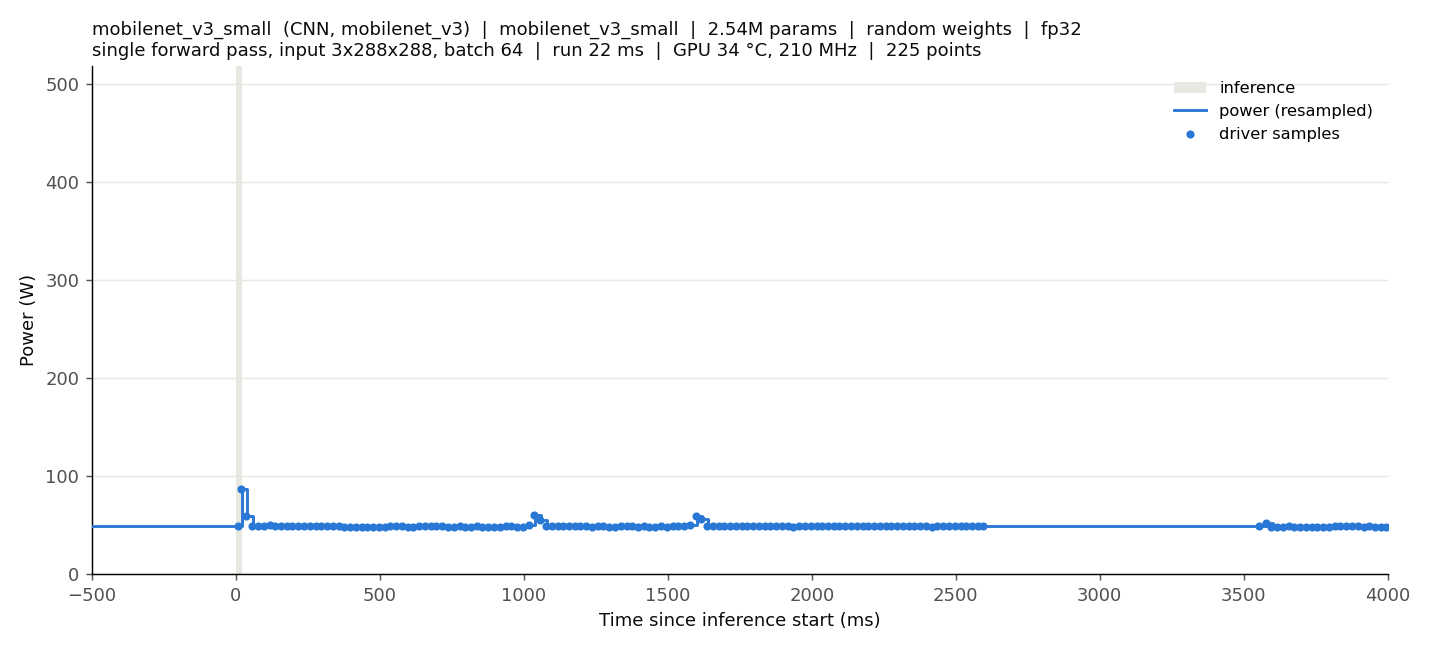 mobilenet_v3_small  (CNN, mobilenet_v3)  |  mobilenet_v3_small  |  2.54M params  |  random weights  |  fp32
single forward pass, input 3x288x288, batch 64  |  run 22 ms  |  GPU 34 °C, 210 MHz  |  225 points
500
400
300
200
100
0
Power (W)
inference
power (resampled)
driver samples
−500 0 500 1000 1500 2000 2500 3000 3500 4000
Time since inference start (ms)